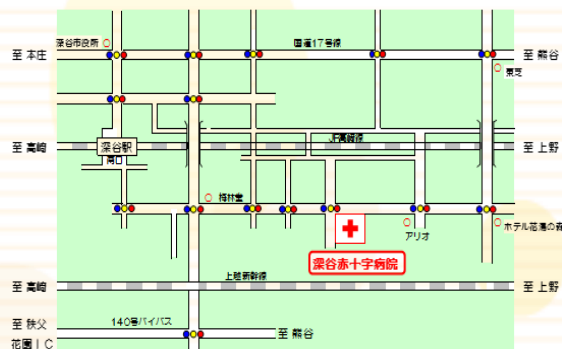 深谷市役所
国道17号線
至 本庄
至 熊谷
東芝
JR高崎線
至 高崎
深谷駅
南口
至 上野
梅林堂
アリオ
ホテル花湯の森
深谷赤十字病院
上越新幹線
至 高崎
至 上野
至 秩父
140号バイパス
至 熊谷
花園IC